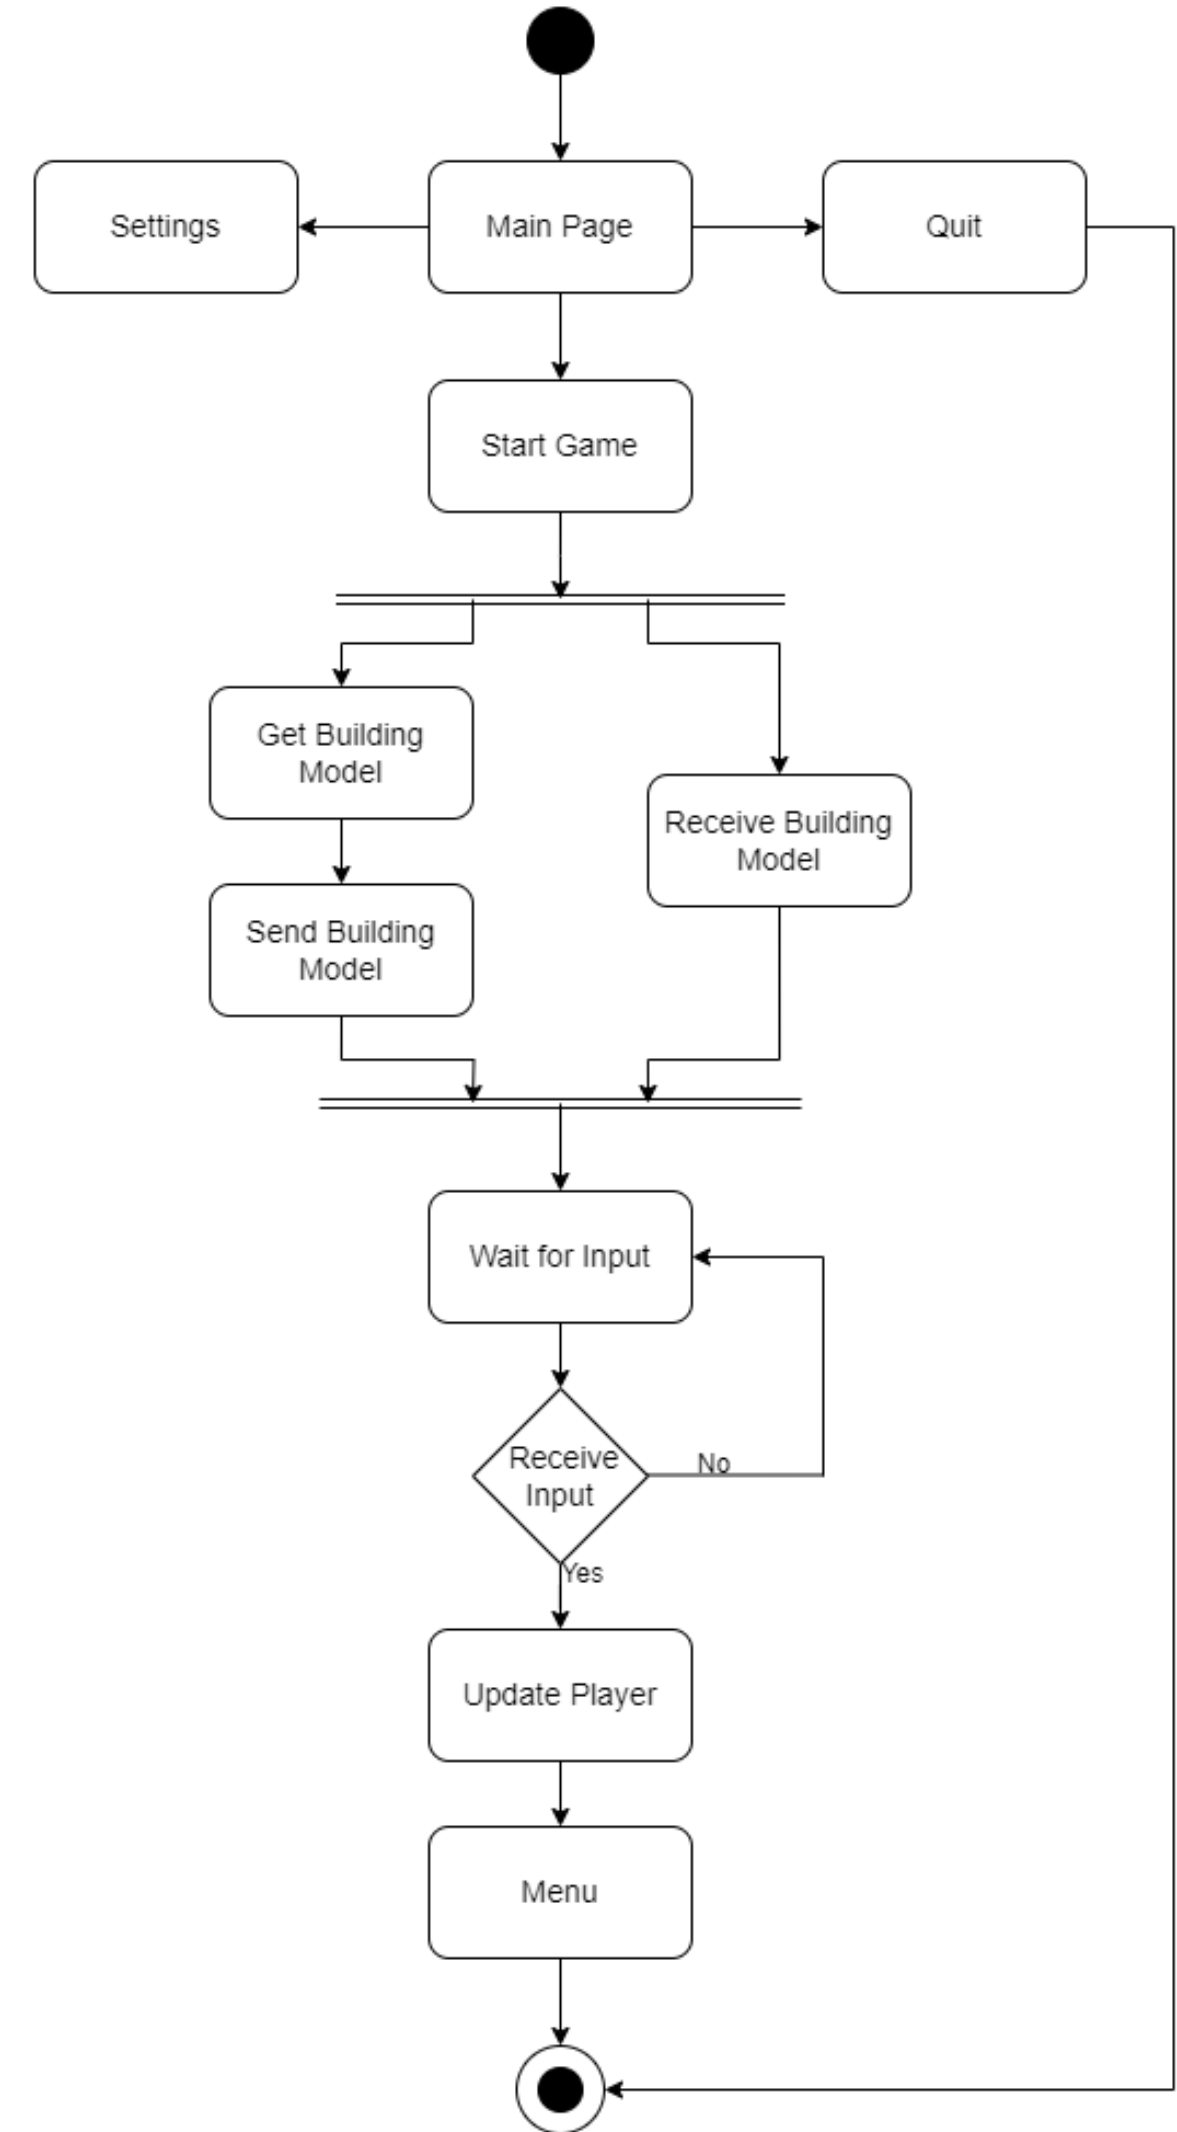 Settings
Main Page
Quit
Start Game
Get Building
Model
Receive Building
Model
Send Building
Model
Wait for Input
Receive
Input
No
Yes
Update Player
Menu